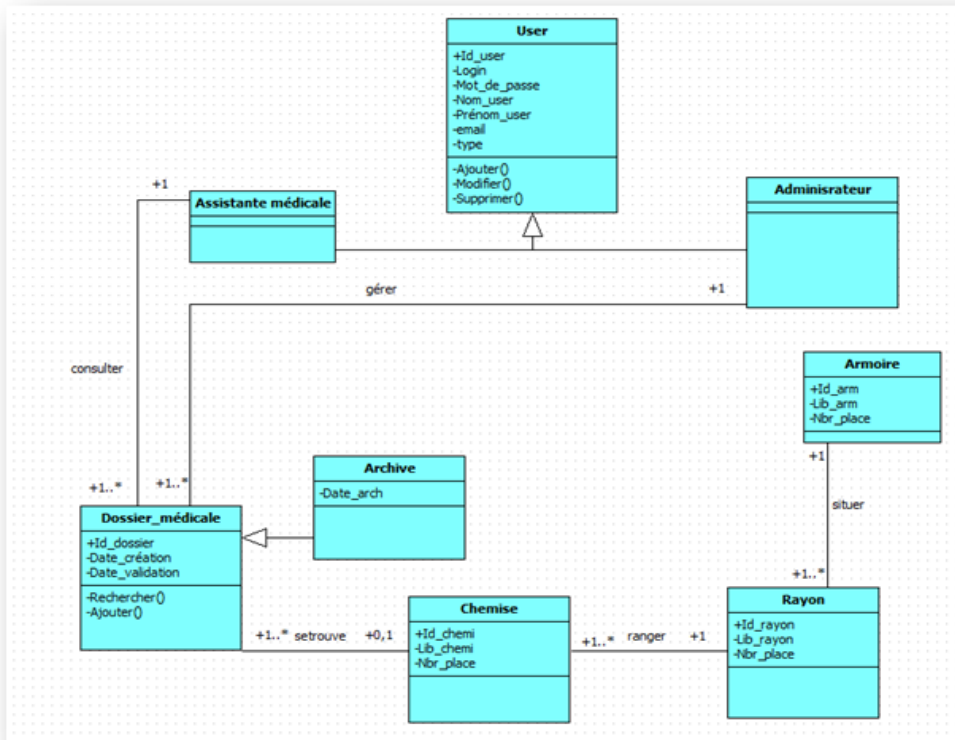 User
+Id_user
-Login
-Mot_de_passe
-Nom_user
-Prénom_user
-email
-type
-Ajouter()
-Modifier()
-Supprimer()
+1
Assistante médicale
Adminisrateur
gérer
+1
consulter
Armoire
+Id_arm
-Lib_arm
-Nbr_place
+1
situer
+1..*
Archive
-Date_arch
+1..*
+1..*
Dossier_médicale
+Id_dossier
-Date_création
-Date_validation
-Rechercher()
-Ajouter()
+1..* setrouve +0,1
Chemise
+Id_chemi
-Lib_chemi
-Nbr_place
+1..* ranger +1
Rayon
+Id_rayon
-Lib_rayon
-Nbr_place